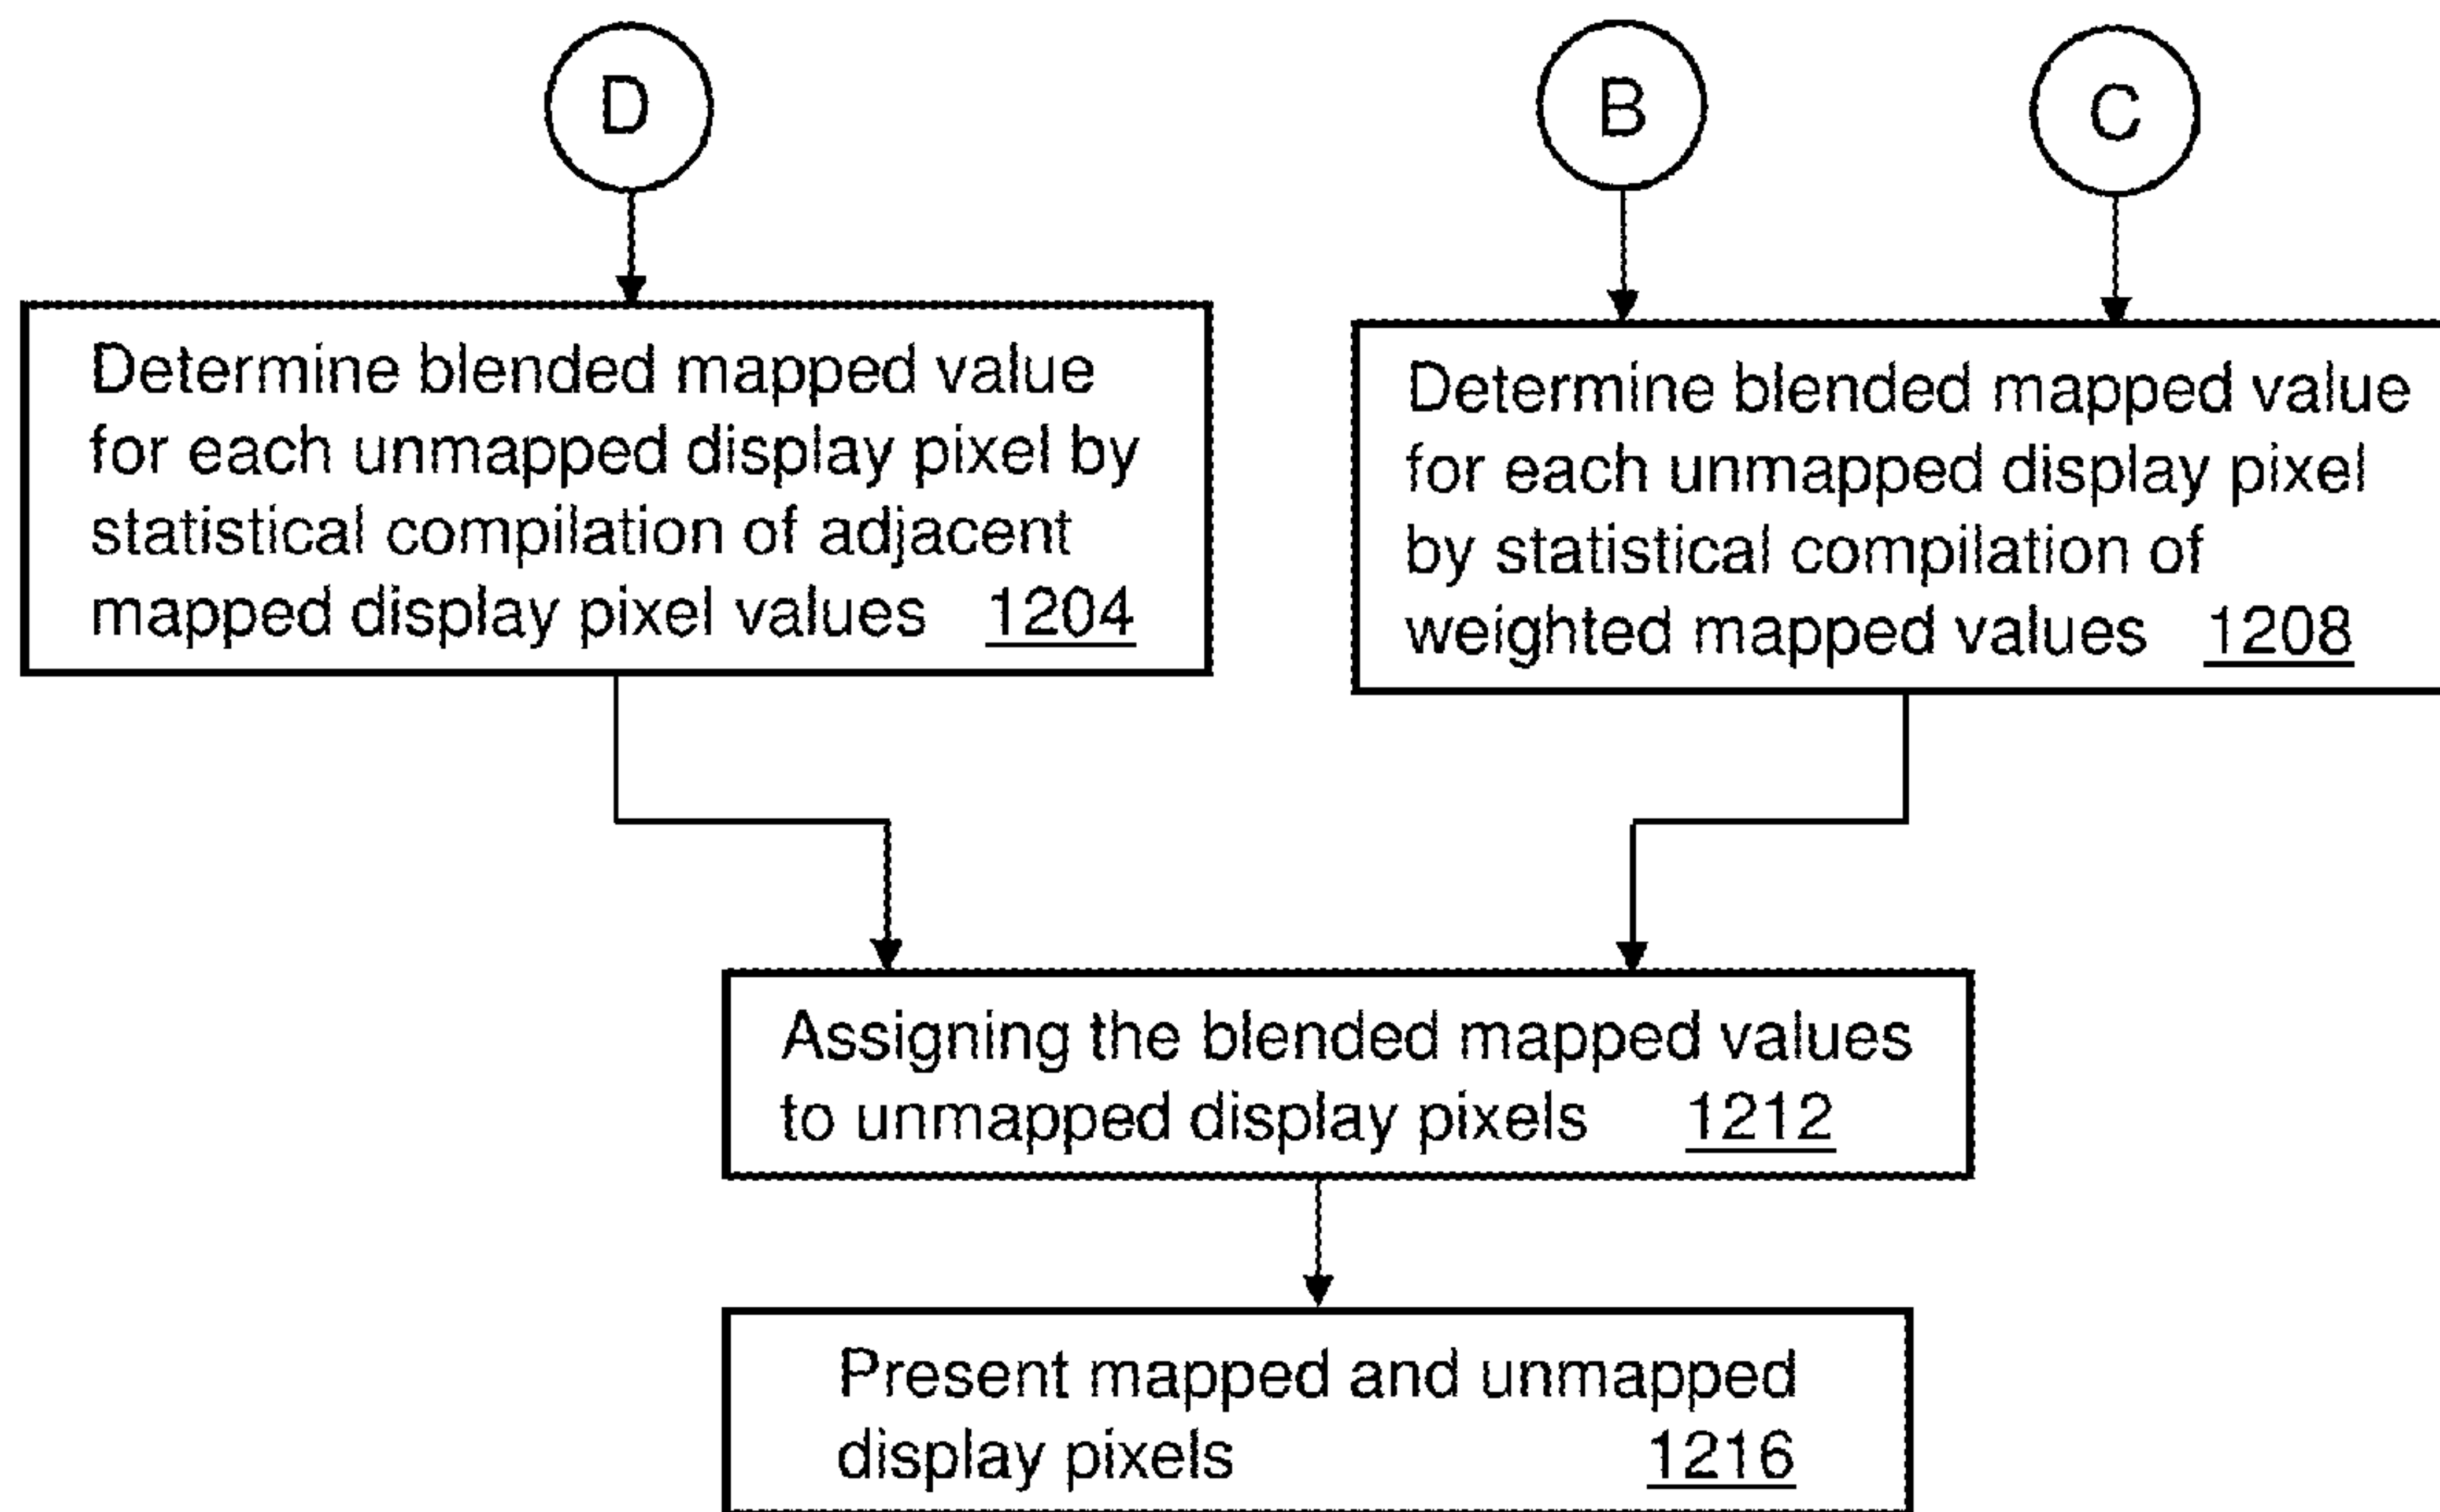 D
B
C
Determine blended mapped value
for each unmapped display pixel by
statistical compilation of adjacent
mapped display pixel values 1204
Determine blended mapped value
for each unmapped display pixel
by statistical compilation of
weighted mapped values 1208
Assigning the blended mapped values
to unmapped display pixels 1212
Present mapped and unmapped
display pixels 1216